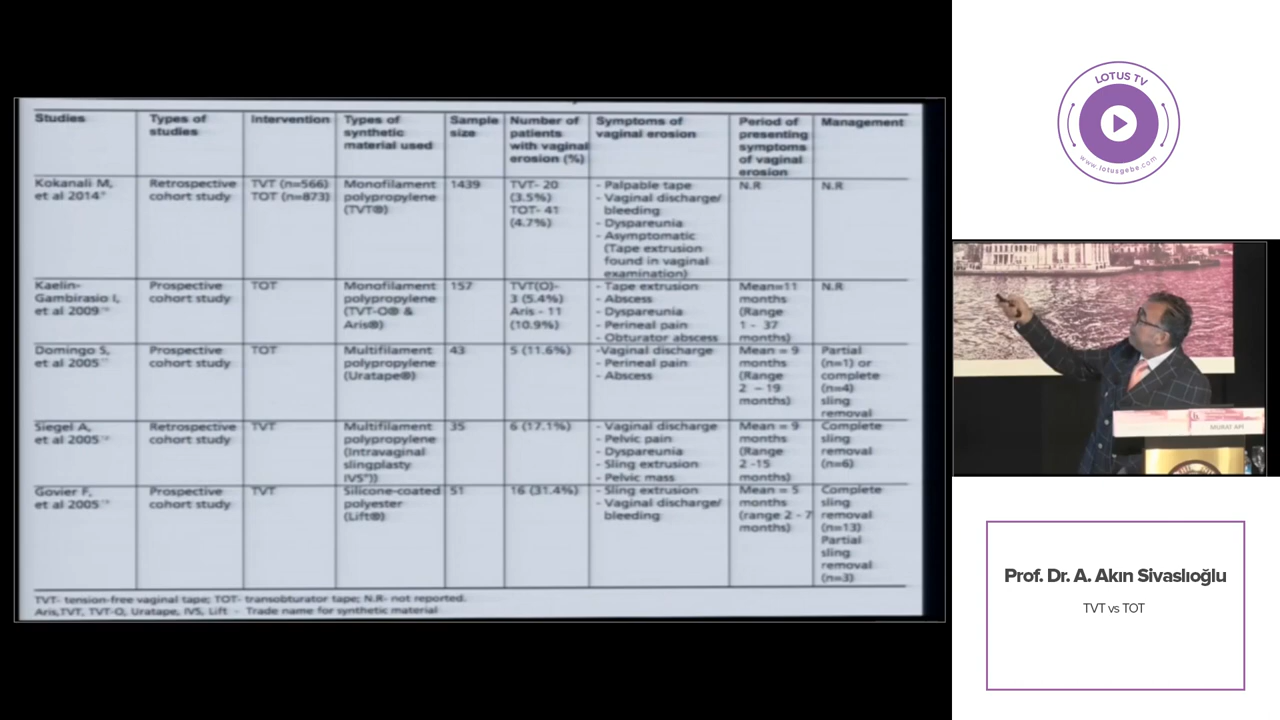 Studies
Types of
studies
Intervention
Types of
synthetic
material used
Sample
size
Number of
patients
with vaginal
erosion (%)
Symptoms of
vaginal erosion
Period of
presenting
symptoms
of vaginal
erosion
Management
Kokanali M,
et al 2014
Retrospective
cohort study
TVT (n=566)
TOT (n=873)
Monofilament
polypropylene
(TVT®)
1439
TVT- 20
(3.5%)
TOT- 41
(4.7%)
- Palpable tape
- Vaginal discharge/
bleeding
- Dyspareunia
- Asymptomatic
(Tape extrusion
found in vaginal
examination)
N.R
N.R
Kaelin-
Gambirasio I,
et al 2009
Prospective
cohort study
TOT
Monofilament
polypropylene
(TVT-O® &
Aris®)
157
TVT(O)-
3 (5.4%)
Aris - 11
(10.9%)
- Tape extrusion
- Abscess
- Dyspareunia
- Perineal pain
- Obturator abscess
Mean=11
months
(Range
1 - 37
months)
N.R
Domingo S,
et al 2005
Prospective
cohort study
TOT
Multifilament
polypropylene
(Uratape®)
43
5 (11.6%)
-Vaginal discharge
- Perineal pain
- Abscess
Mean = 9
months
(Range
2 - 19
months)
Partial
(n=1) or
complete
(n=4)
sling
removal
Siegel A,
et al 2005
Retrospective
cohort study
TVT
Multifilament
polypropylene
(Intravaginal
slingplasty
IVS®))
35
6 (17.1%)
- Vaginal discharge
- Pelvic pain
- Dyspareunia
- Sling extrusion
- Pelvic mass
Mean = 9
months
(Range
2 -15
months)
Complete
sling
removal
(n=6)
Govier F,
et al 2005
Prospective
cohort study
TVT
Silicone-coated
polyester
(Lift®)
51
16 (31.4%)
- Sling extrusion
- Vaginal discharge/
bleeding
Mean = 5
months
(range 2 - 7
months)
Complete
sling
removal
(n=13)
Partial
sling
removal
(n=3)
TVT- tension-free vaginal tape; TOT- transobturator tape; N.R- not reported.
Aris,TVT, TVT-O, Uratape, IVS, Lift - Trade name for synthetic material
LOTUS TV
www.lotusgebe.com
MURAT API
Prof. Dr. A. Akın Sivaslıoğlu
TVT vs TOT